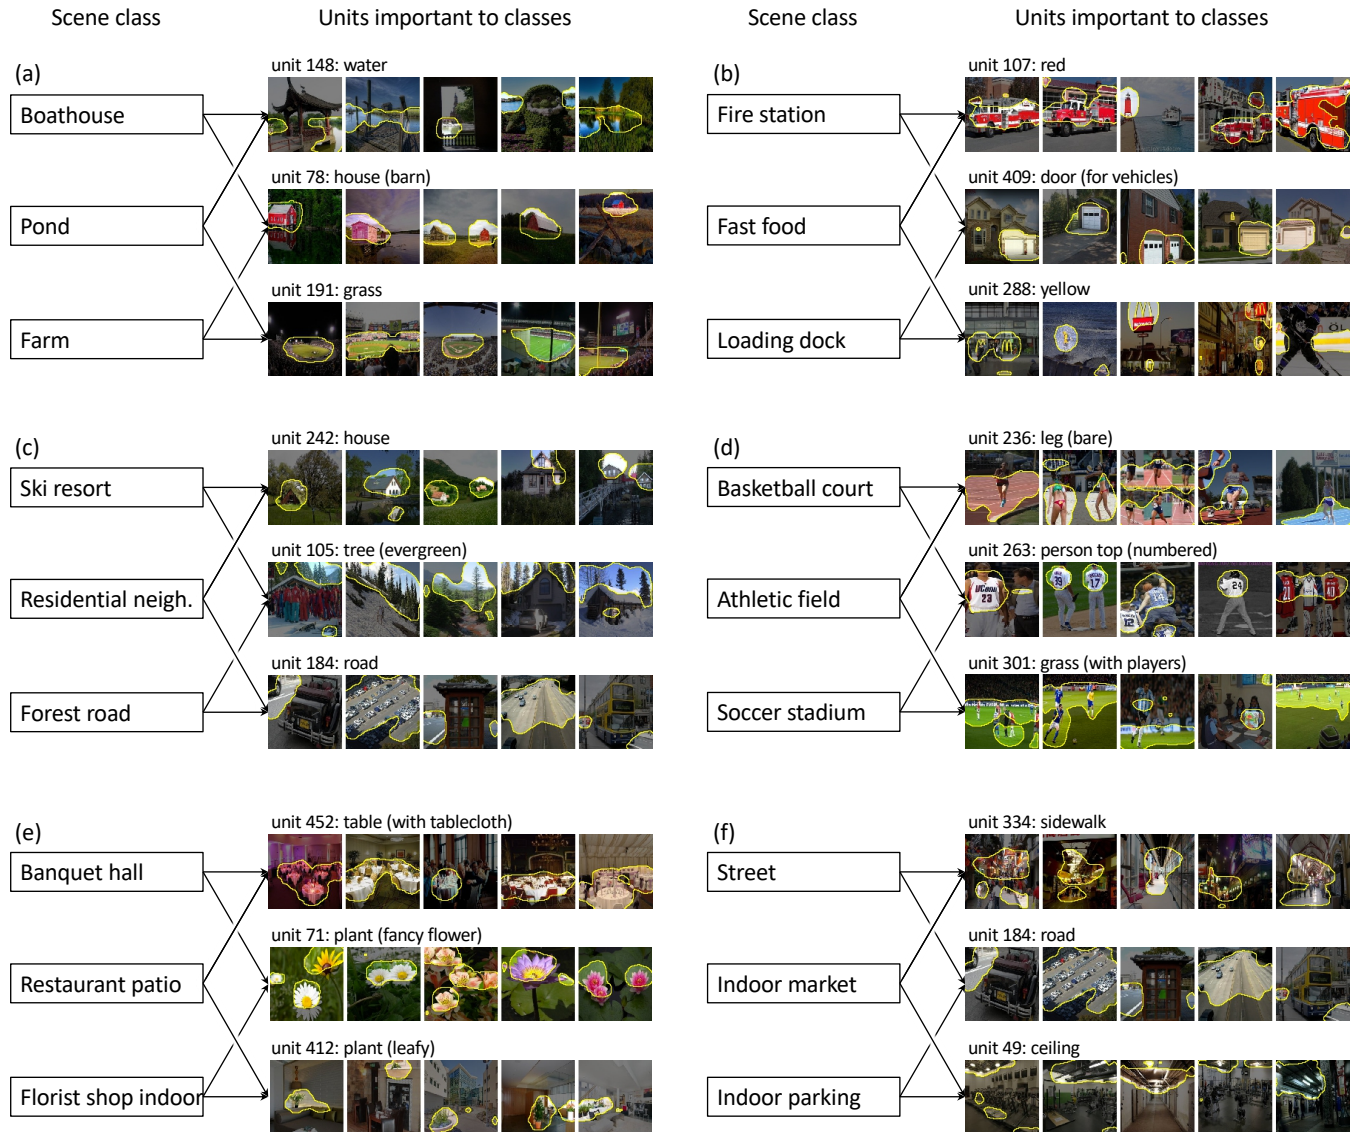 Scene class
Units important to classes
Scene class
Units important to classes
(a)
unit 148: water
Boathouse
unit 78: house (barn)
Pond
unit 191: grass
Farm
(b)
unit 107: red
Fire station
unit 409: door (for vehicles)
Fast food
unit 288: yellow
Loading dock
(c)
unit 242: house
Ski resort
unit 105: tree (evergreen)
Residential neigh.
unit 184: road
Forest road
(d)
unit 236: leg (bare)
Basketball court
unit 263: person top (numbered)
Athletic field
unit 301: grass (with players)
Soccer stadium
(e)
unit 452: table (with tablecloth)
Banquet hall
unit 71: plant (fancy flower)
Restaurant patio
unit 412: plant (leafy)
Florist shop indoor
(f)
unit 334: sidewalk
Street
unit 184: road
Indoor market
unit 49: ceiling
Indoor parking